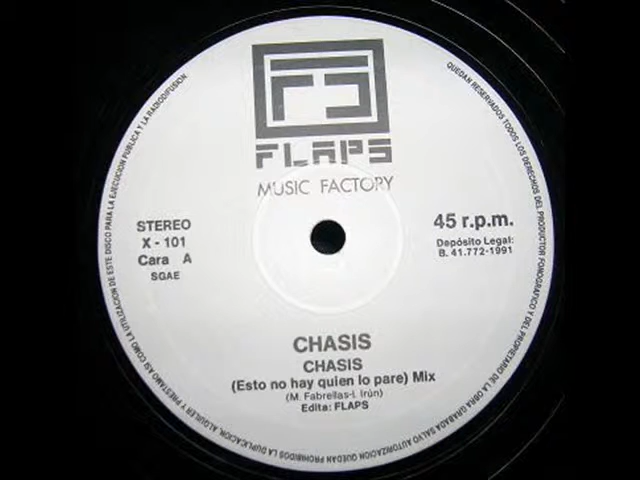 FLAPS
MUSIC FACTORY
STEREO
X - 101
Cara A
SGAE
45 r.p.m.
Depósito Legal:
B. 41.772-1991
CHASIS
CHASIS
(Esto no hay quien lo pare) Mix
(M. Fabrellas-I. Irún)
Edita: FLAPS
QUEDAN RESERVADOS TODOS LOS DERECHOS DEL PRODUCTOR FONOGRAFICO Y DEL PROPIETARIO DE LA OBRA GRABADA SALVO AUTORIZACION QUEDAN PROHIBIDOS LA DUPLICACION, ALQUILER Y PRESTAMO ASI COMO LA UTILIZACION DE ESTE DISCO PARA LA EJECUCION PUBLICA Y LA RADIODIFUSION